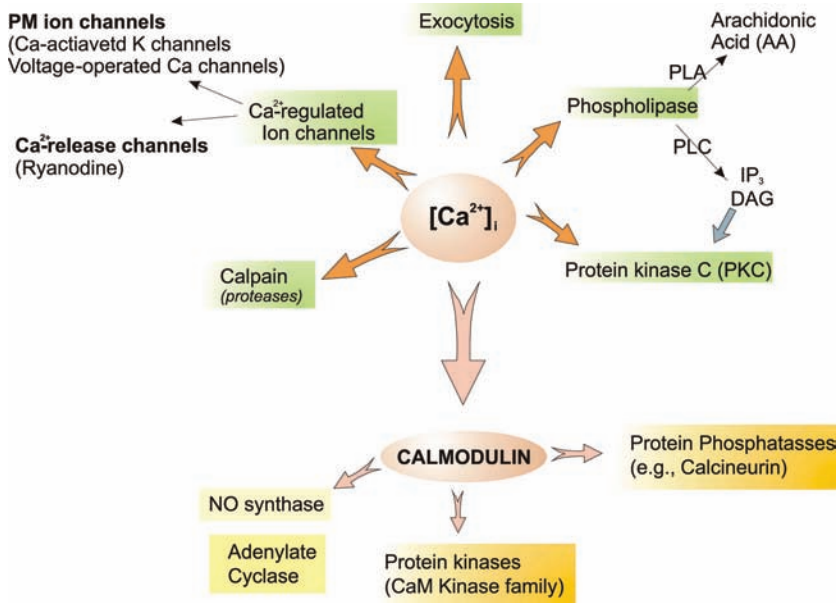 PM ion channels
(Ca-actiavetd K channels
Voltage-operated Ca channels)
Exocytosis
Arachidonic
Acid (AA)
PLA
Ca²⁺-regulated
Ion channels
Phospholipase
Ca²⁺-release channels
(Ryanodine)
PLC
IP₃
DAG
[Ca²⁺]ᵢ
Protein kinase C (PKC)
Calpain
(proteases)
CALMODULIN
Protein Phosphatasses
(e.g., Calcineurin)
NO synthase
Adenylate
Cyclase
Protein kinases
(CaM Kinase family)